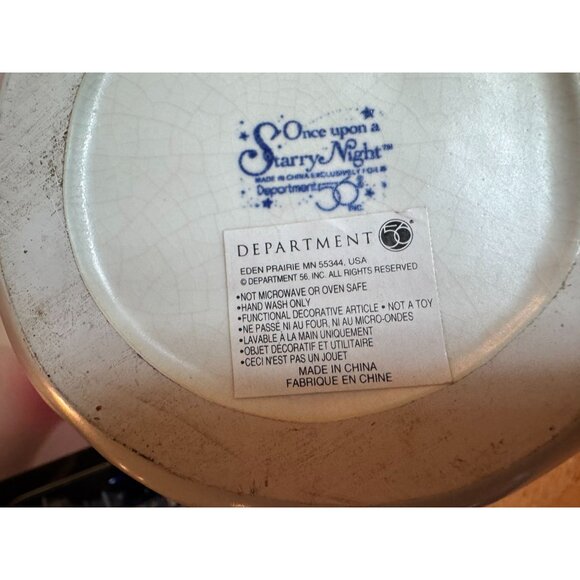 Once upon a
Starry Night™
MADE IN CHINA EXCLUSIVELY FOR
Department 56®
INC.
DEPARTMENT 56®
EDEN PRAIRIE MN 55344, USA
© DEPARTMENT 56, INC. ALL RIGHTS RESERVED
•NOT MICROWAVE OR OVEN SAFE
•HAND WASH ONLY
•FUNCTIONAL DECORATIVE ARTICLE • NOT A TOY
•NE PASSE NI AU FOUR, NI AU MICRO-ONDES
•LAVABLE À LA MAIN UNIQUEMENT
•OBJET DÉCORATIF ET UTILITAIRE
•CECI N'EST PAS UN JOUET
MADE IN CHINA
FABRIQUE EN CHINE